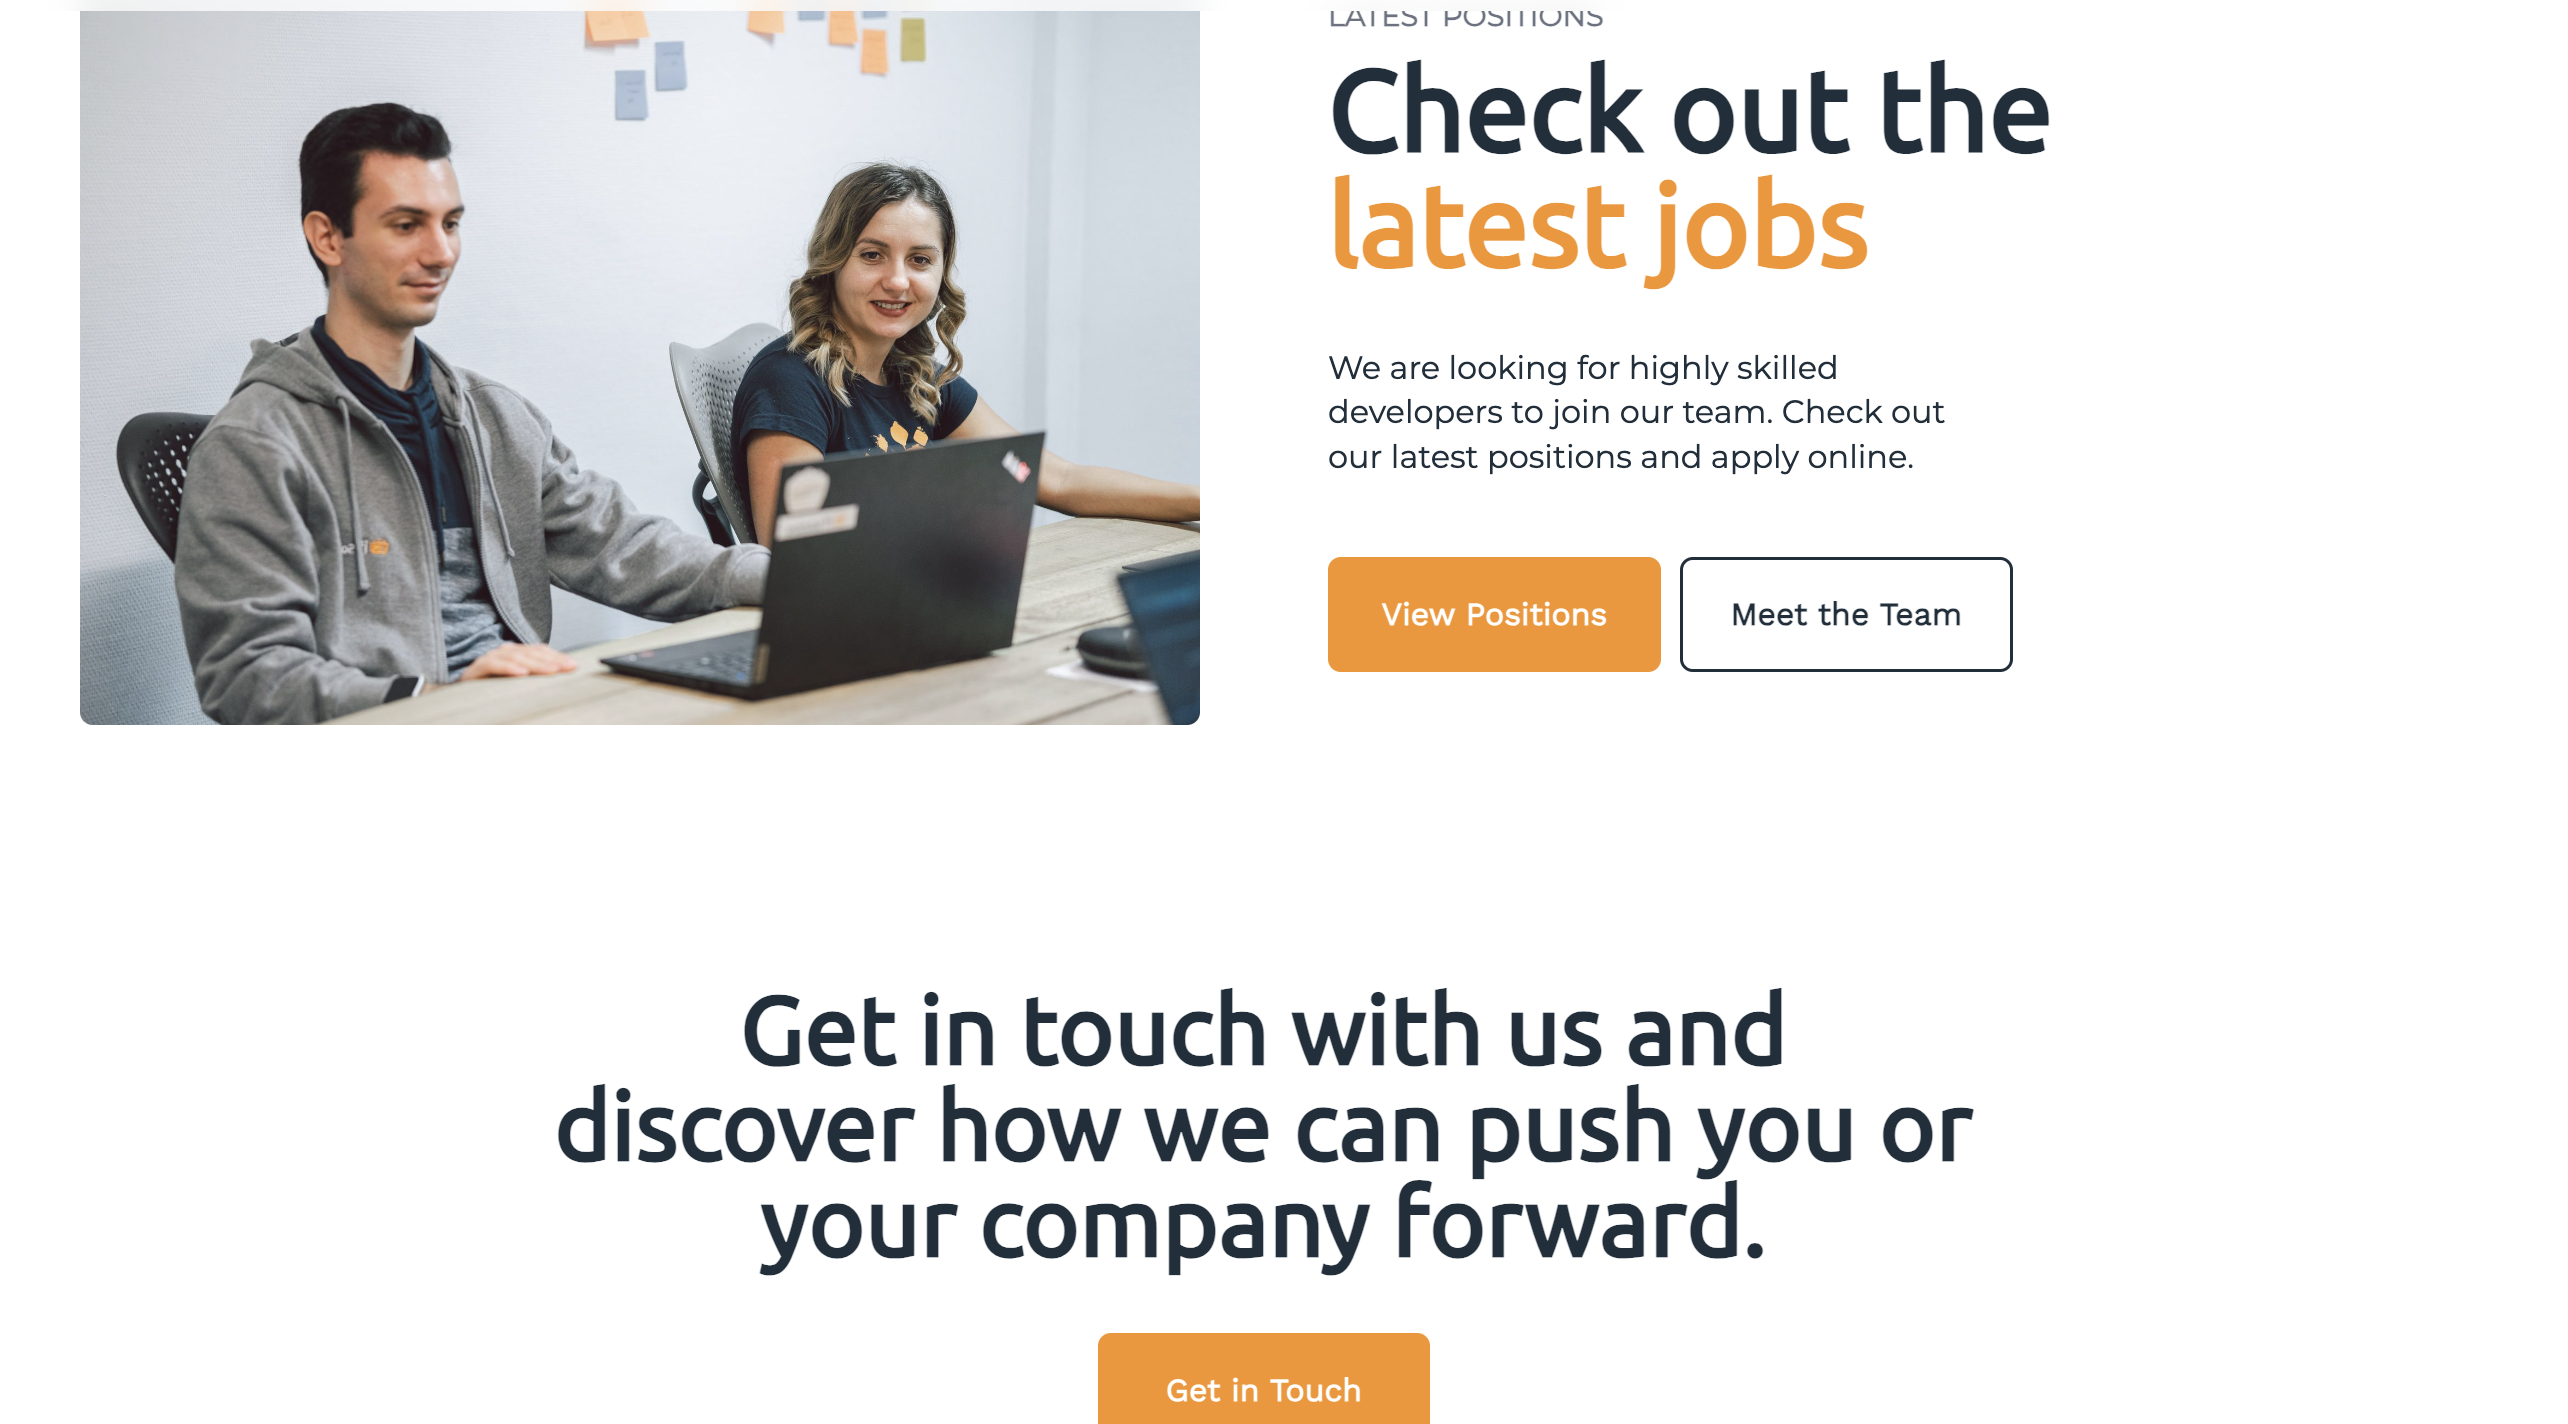 LATEST POSITIONS
Check out the
latest jobs
We are looking for highly skilled
developers to join our team. Check out
our latest positions and apply online.
View Positions
Meet the Team
Get in touch with us and
discover how we can push you or
your company forward.
Get in Touch